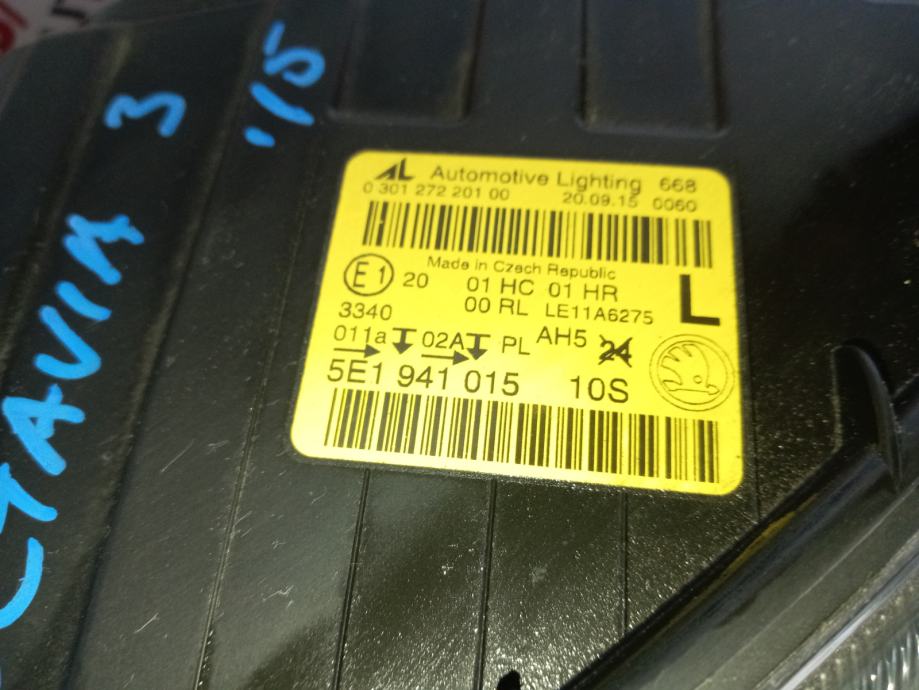 CTAVIA 3 '15
AL Automotive Lighting 668
0 301 272 201 00 20.09.15 0060
Made in Czech Republic
E1 20 01 HC 01 HR L
3340 00 RL LE11A6275
011a 02A PL AH5 24
5E1 941 015 10S